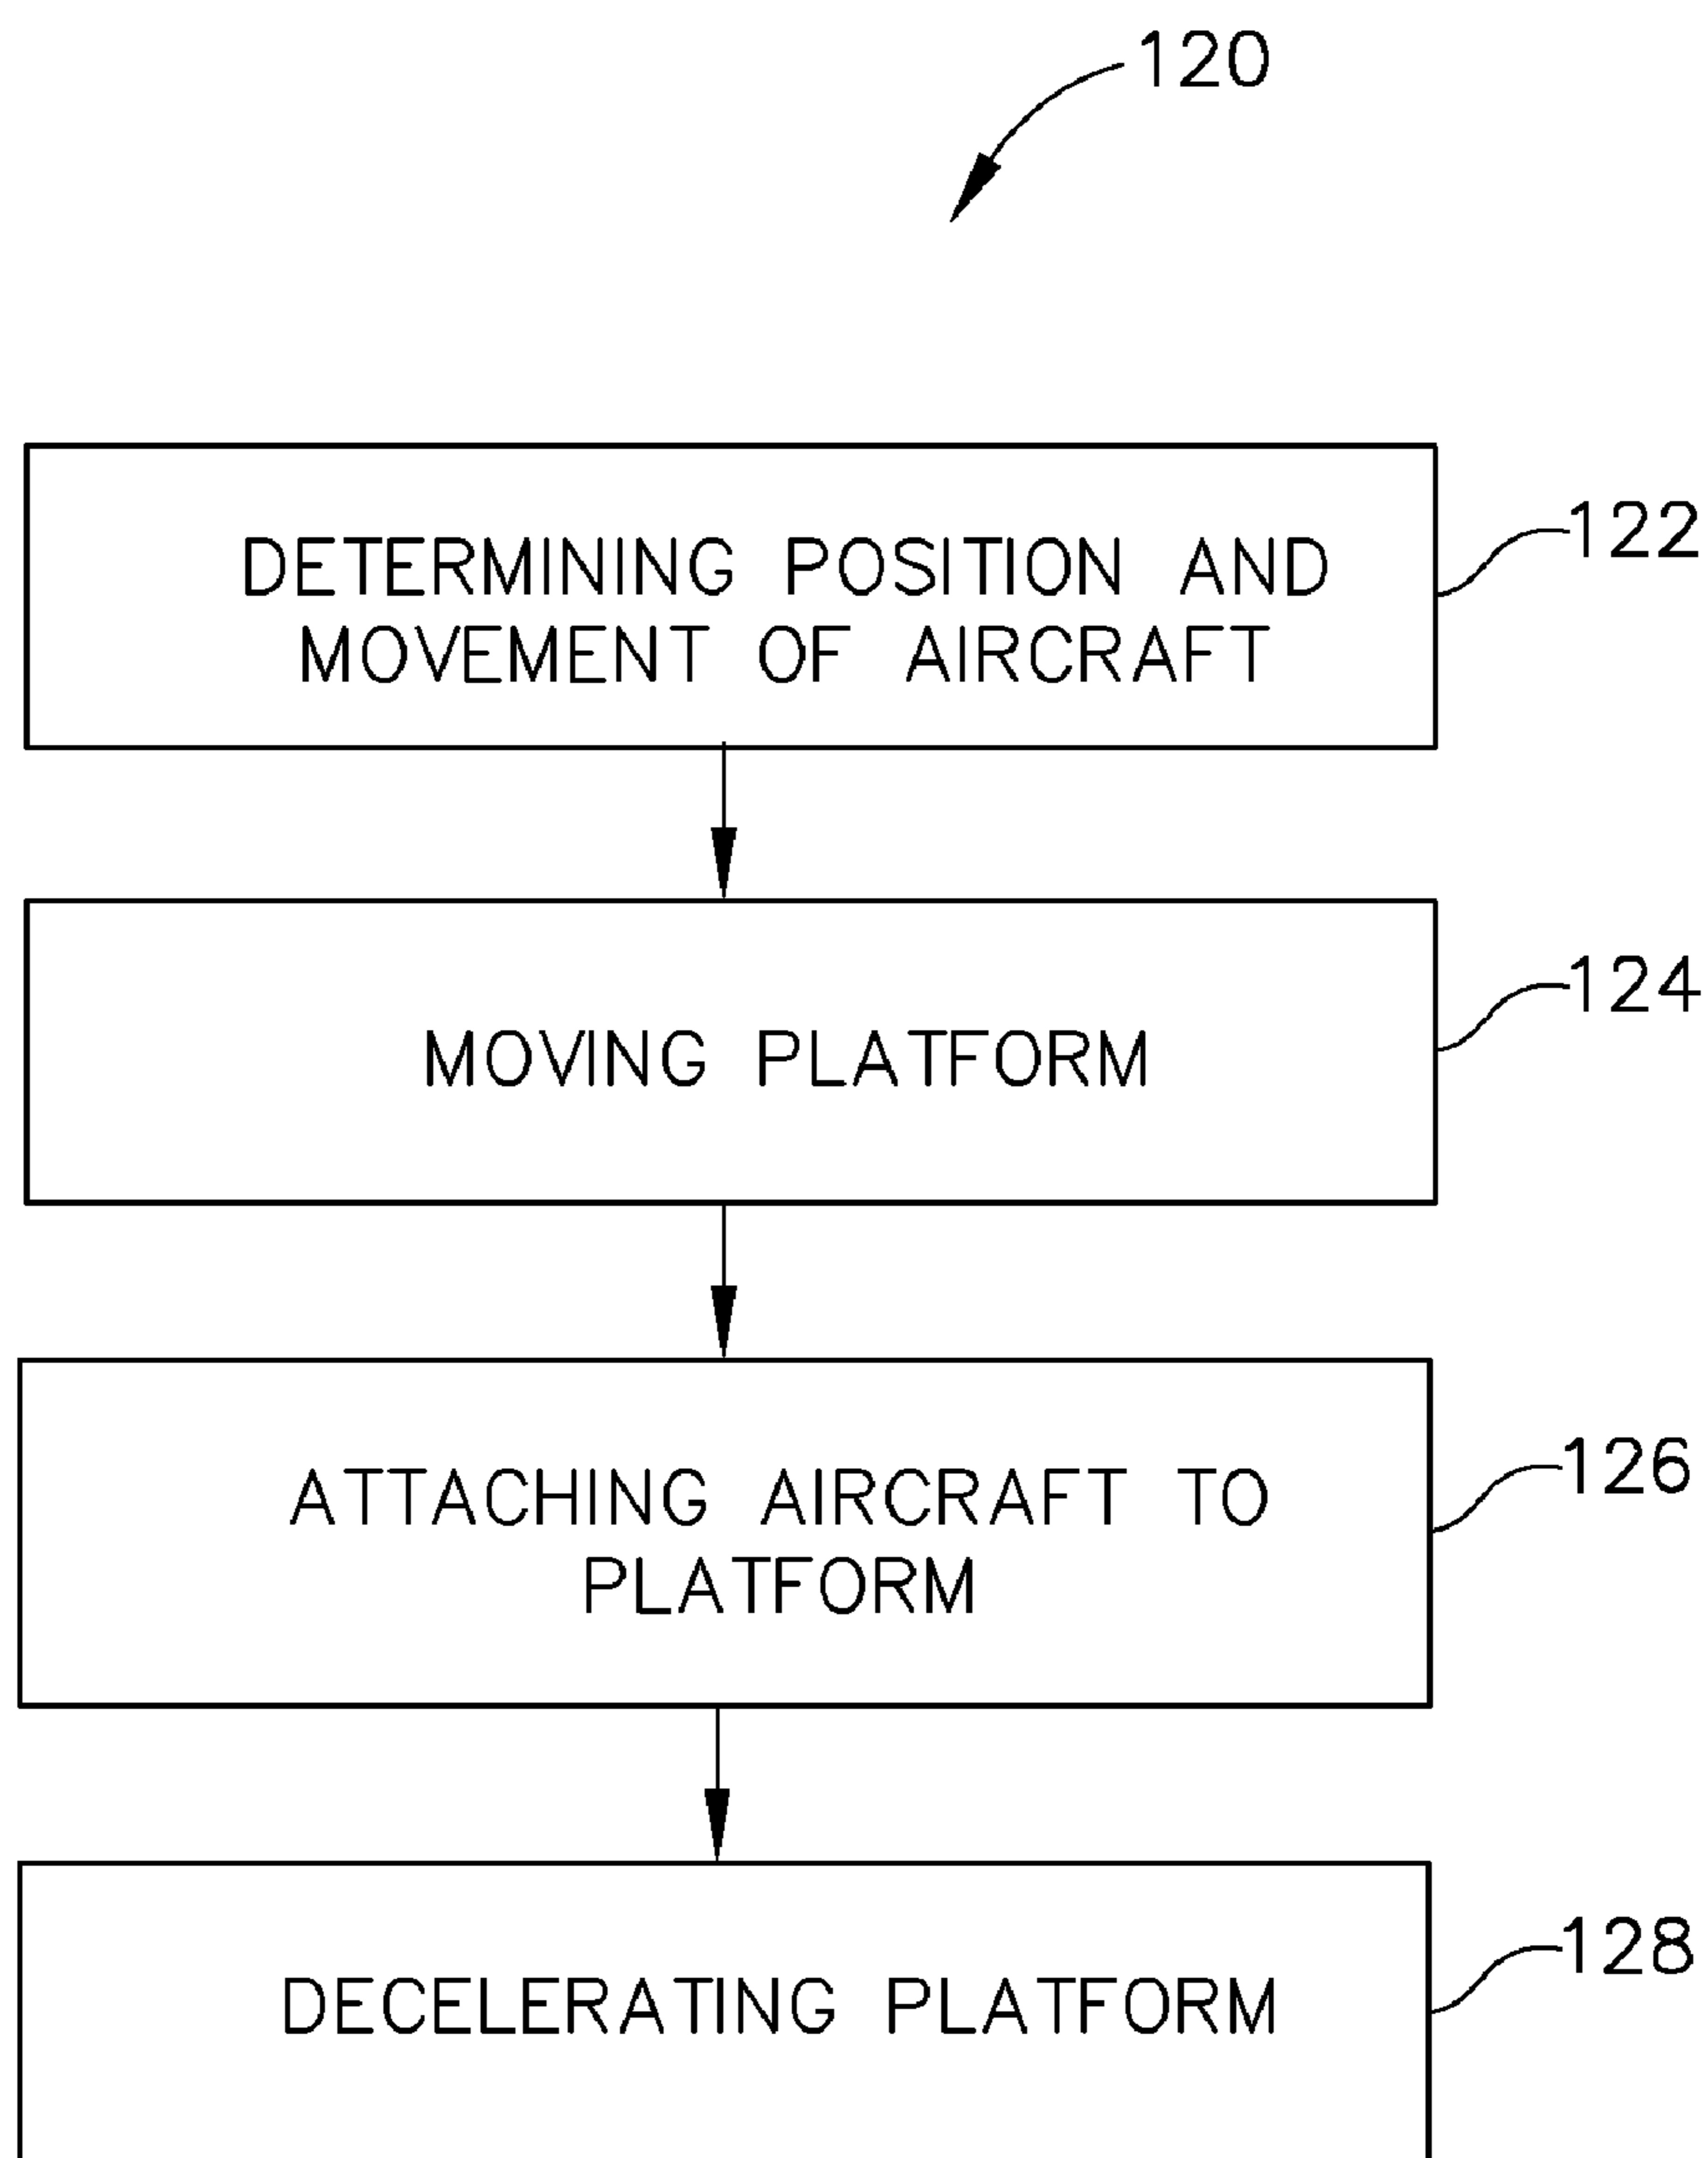 120
DETERMINING POSITION AND
MOVEMENT OF AIRCRAFT
122
MOVING PLATFORM
124
ATTACHING AIRCRAFT TO
PLATFORM
126
DECELERATING PLATFORM
128